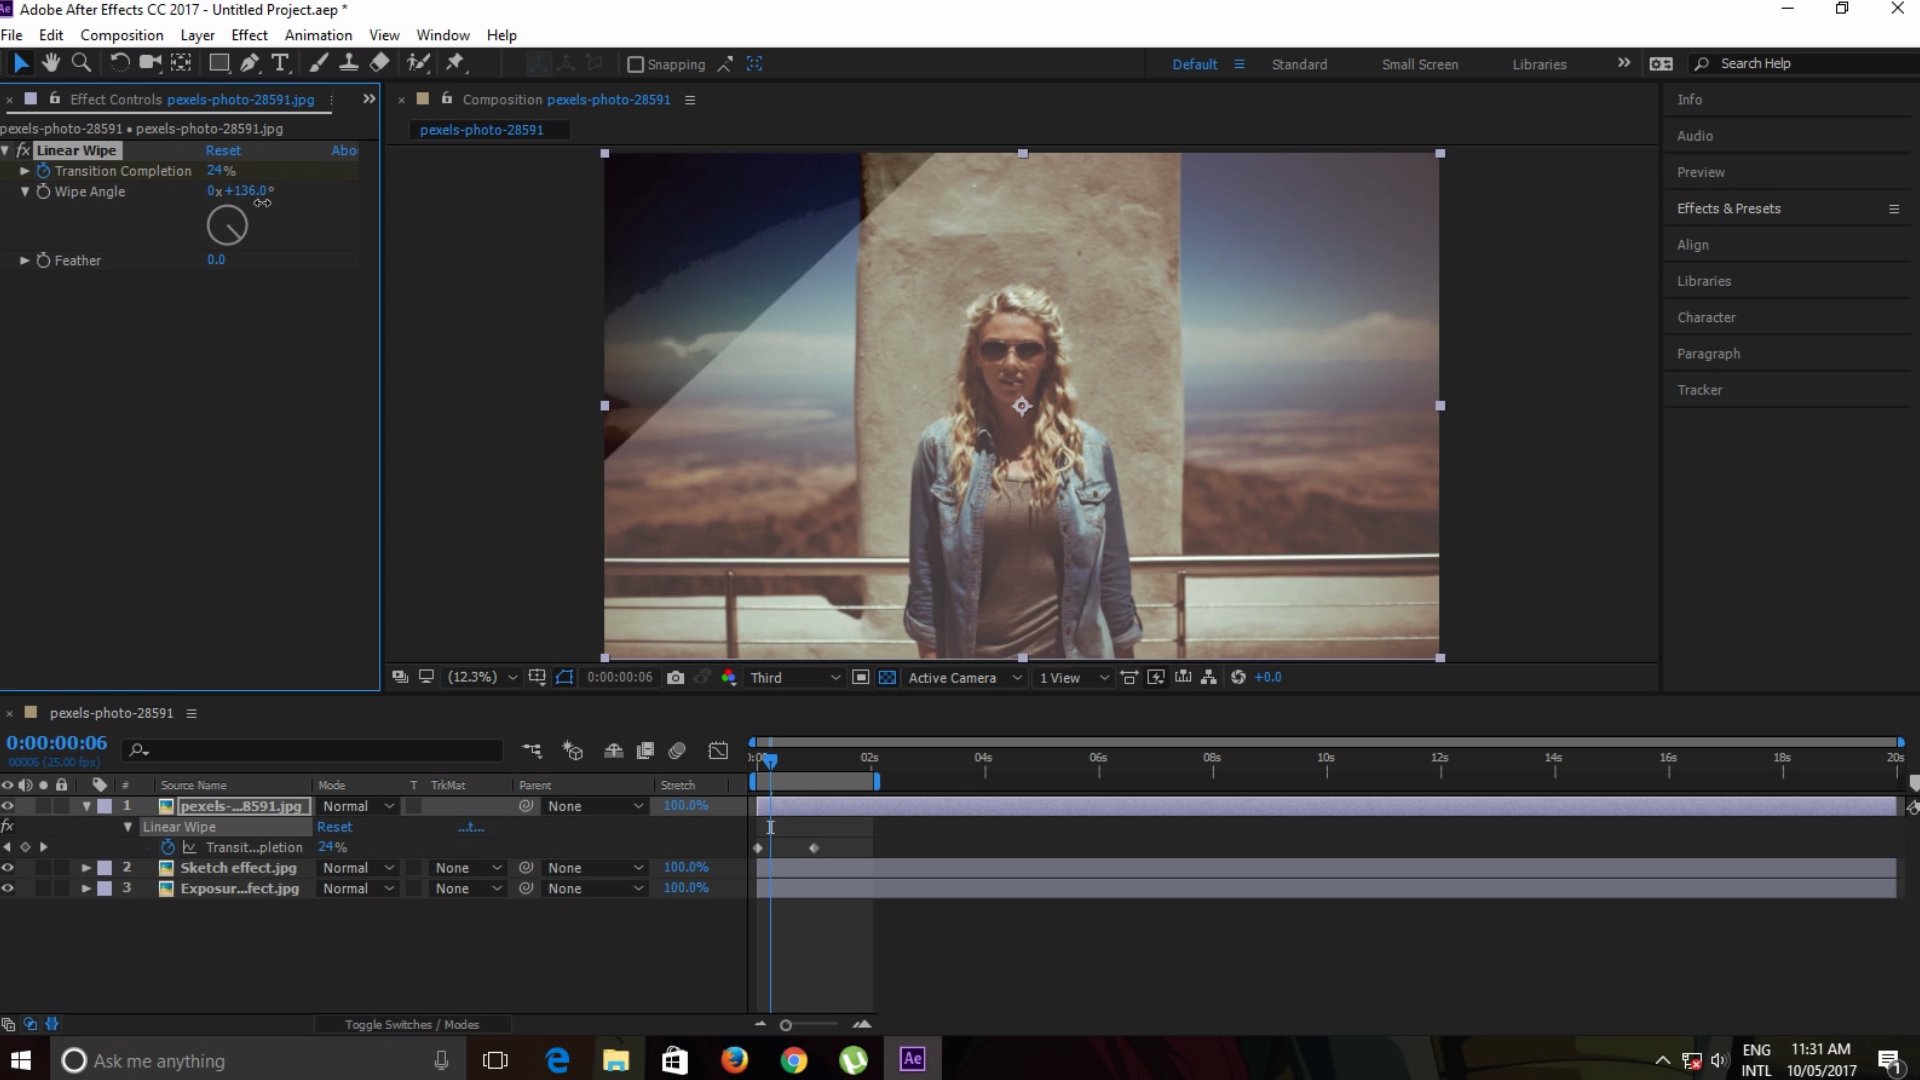 Ae Adobe After Effects CC 2017 - Untitled Project.aep *
File Edit Composition Layer Effect Animation View Window Help
T Snapping Default Standard Small Screen Libraries Search Help
Effect Controls pexels-photo-28591.jpg
Composition pexels-photo-28591
Info
pexels-photo-28591 • pexels-photo-28591.jpg
pexels-photo-28591
Audio
fx Linear Wipe Reset Abo
Transition Completion 24%
Preview
Wipe Angle 0x+136.0°
Effects & Presets
Align
Feather 0.0
Libraries
Character
Paragraph
Tracker
(12.3%) 0:00:00:06 Third Active Camera 1 View +0.0
pexels-photo-28591
0:00:00:06
00006 (25.00 fps)
02s 04s 06s 08s 10s 12s 14s 16s 18s 20s
# Source Name Mode T TrkMat Parent Stretch
1 pexels-...8591.jpg Normal None 100.0%
fx Linear Wipe Reset ...t...
Transit...pletion 24%
2 Sketch effect.jpg Normal None None 100.0%
3 Exposur...fect.jpg Normal None None 100.0%
Toggle Switches / Modes
Ask me anything Ae ENG 11:31 AM
INTL 10/05/2017 1